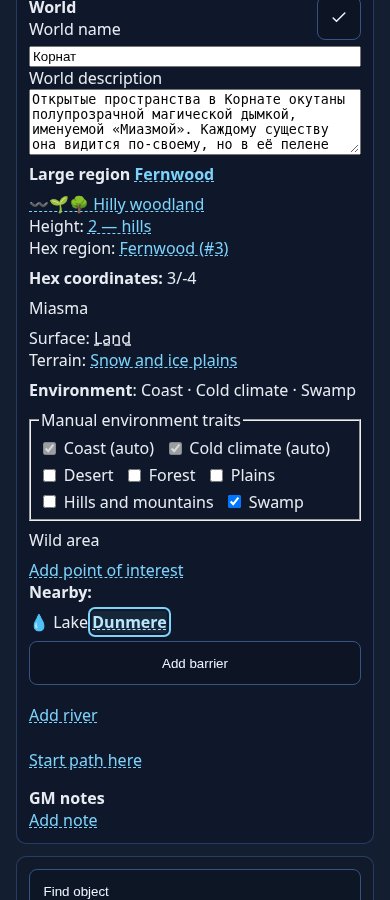 World
World name
Корнат
World description
Открытые пространства в Корнате окутаны
полупрозрачной магической дымкой,
именуемой «Миазмой». Каждому существу
она видится по-своему, но в её пелене
Large region Fernwood
Hilly woodland
Height: 2 — hills
Hex region: Fernwood (#3)
Hex coordinates: 3/-4
Miasma
Surface: Land
Terrain: Snow and ice plains
Environment: Coast · Cold climate · Swamp
Manual environment traits
Coast (auto) Cold climate (auto)
Desert Forest Plains
Hills and mountains Swamp
Wild area
Add point of interest
Nearby:
Lake Dunmere
Add barrier
Add river
Start path here
GM notes
Add note
Find object